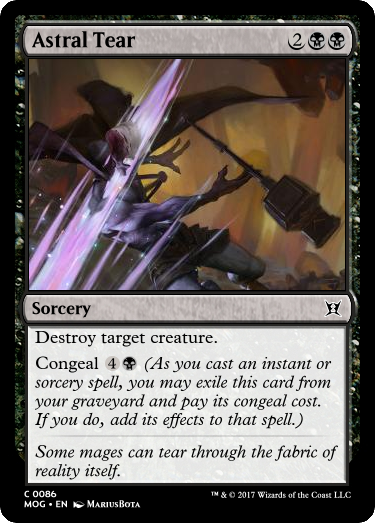 Astral Tear 2
Sorcery
Destroy target creature.
Congeal 4 (As you cast an instant or
sorcery spell, you may exile this card from
your graveyard and pay its congeal cost.
If you do, add its effects to that spell.)
Some mages can tear through the fabric of
reality itself.
C 0086
MOG • EN MariusBota
™ & © 2017 Wizards of the Coast LLC